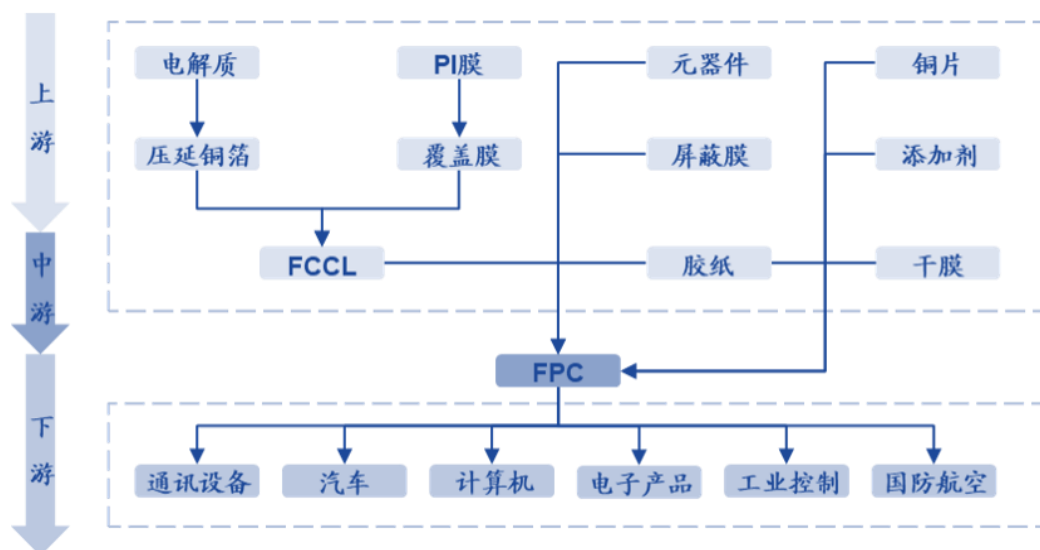 上游
电解质
PI膜
元器件
铜片
压延铜箔
覆盖膜
屏蔽膜
添加剂
中游
FCCL
胶纸
干膜
FPC
下游
通讯设备
汽车
计算机
电子产品
工业控制
国防航空